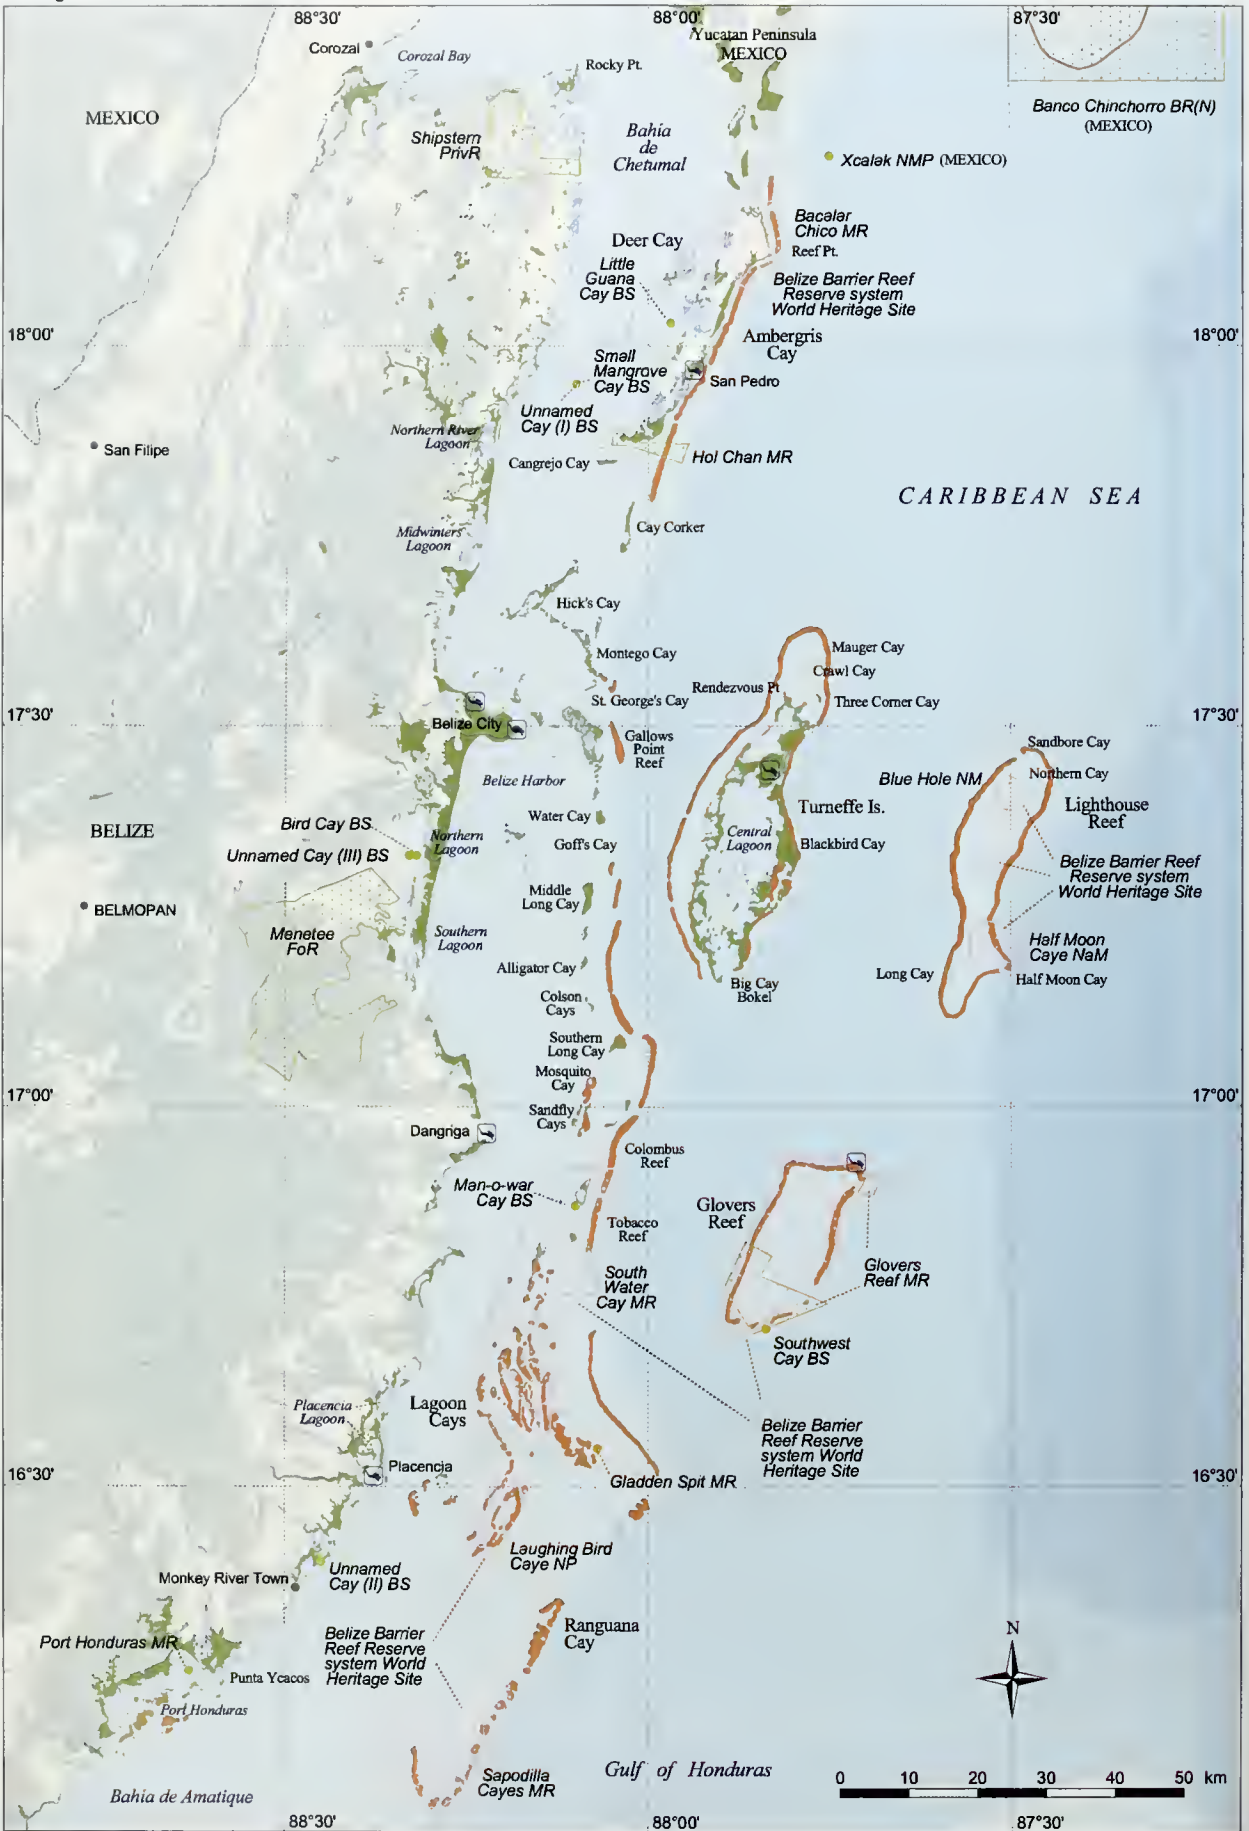 88°30'
88°00'
87°30'
Corozal
Corozal Bay
Rocky Pt.
Yucatan Peninsula
MEXICO
MEXICO
Shipstern
PrivR
Bahía
de
Chetumal
Banco Chinchorro BR(N)
(MEXICO)
Xcalak NMP (MEXICO)
Bacalar
Chico MR
Reef Pt.
Deer Cay
Little
Guana
Cay BS
Belize Barrier Reef
Reserve system
World Heritage Site
18°00'
18°00'
Ambergris
Cay
Small
Mangrove
Cay BS
San Pedro
Unnamed
Cay (I) BS
Northern River
Lagoon
San Filipe
Cangrejo Cay
Hol Chan MR
CARIBBEAN SEA
Midwinters
Lagoon
Cay Corker
Hick's Cay
Montego Cay
Mauger Cay
Crawl Cay
Rendezvous Pt
St. George's Cay
Three Corner Cay
17°30'
17°30'
Belize City
Gallows
Point
Reef
Sandbore Cay
Belize Harbor
Blue Hole NM
Northern Cay
Turneffe Is.
Lighthouse
Reef
Water Cay
BELIZE
Bird Cay BS
Northern
Lagoon
Central
Lagoon
Goff's Cay
Blackbird Cay
Unnamed Cay (III) BS
Belize Barrier Reef
Reserve system
World Heritage Site
Middle
Long Cay
BELMOPAN
Menetee
FoR
Southern
Lagoon
Half Moon
Caye NaM
Alligator Cay
Long Cay
Half Moon Cay
Big Cay
Bokel
Colson
Cays
Southern
Long Cay
Mosquito
Cay
17°00'
17°00'
Sandfly
Cays
Dangriga
Colombus
Reef
Man-o-war
Cay BS
Glovers
Reef
Tobacco
Reef
Glovers
Reef MR
South
Water
Cay MR
Southwest
Cay BS
Placencia
Lagoon
Lagoon
Cays
Belize Barrier
Reef Reserve
system World
Heritage Site
16°30'
16°30'
Placencia
Gladden Spit MR
Laughing Bird
Caye NP
Unnamed
Cay (II) BS
Monkey River Town
Ranguana
Cay
Belize Barrier
Reef Reserve
system World
Heritage Site
N
Port Honduras MR
Punta Ycacos
Port Honduras
Gulf of Honduras
Sapodilla
Cayes MR
0 10 20 30 40 50 km
Bahía de Amatique
88°30'
88°00'
87°30'